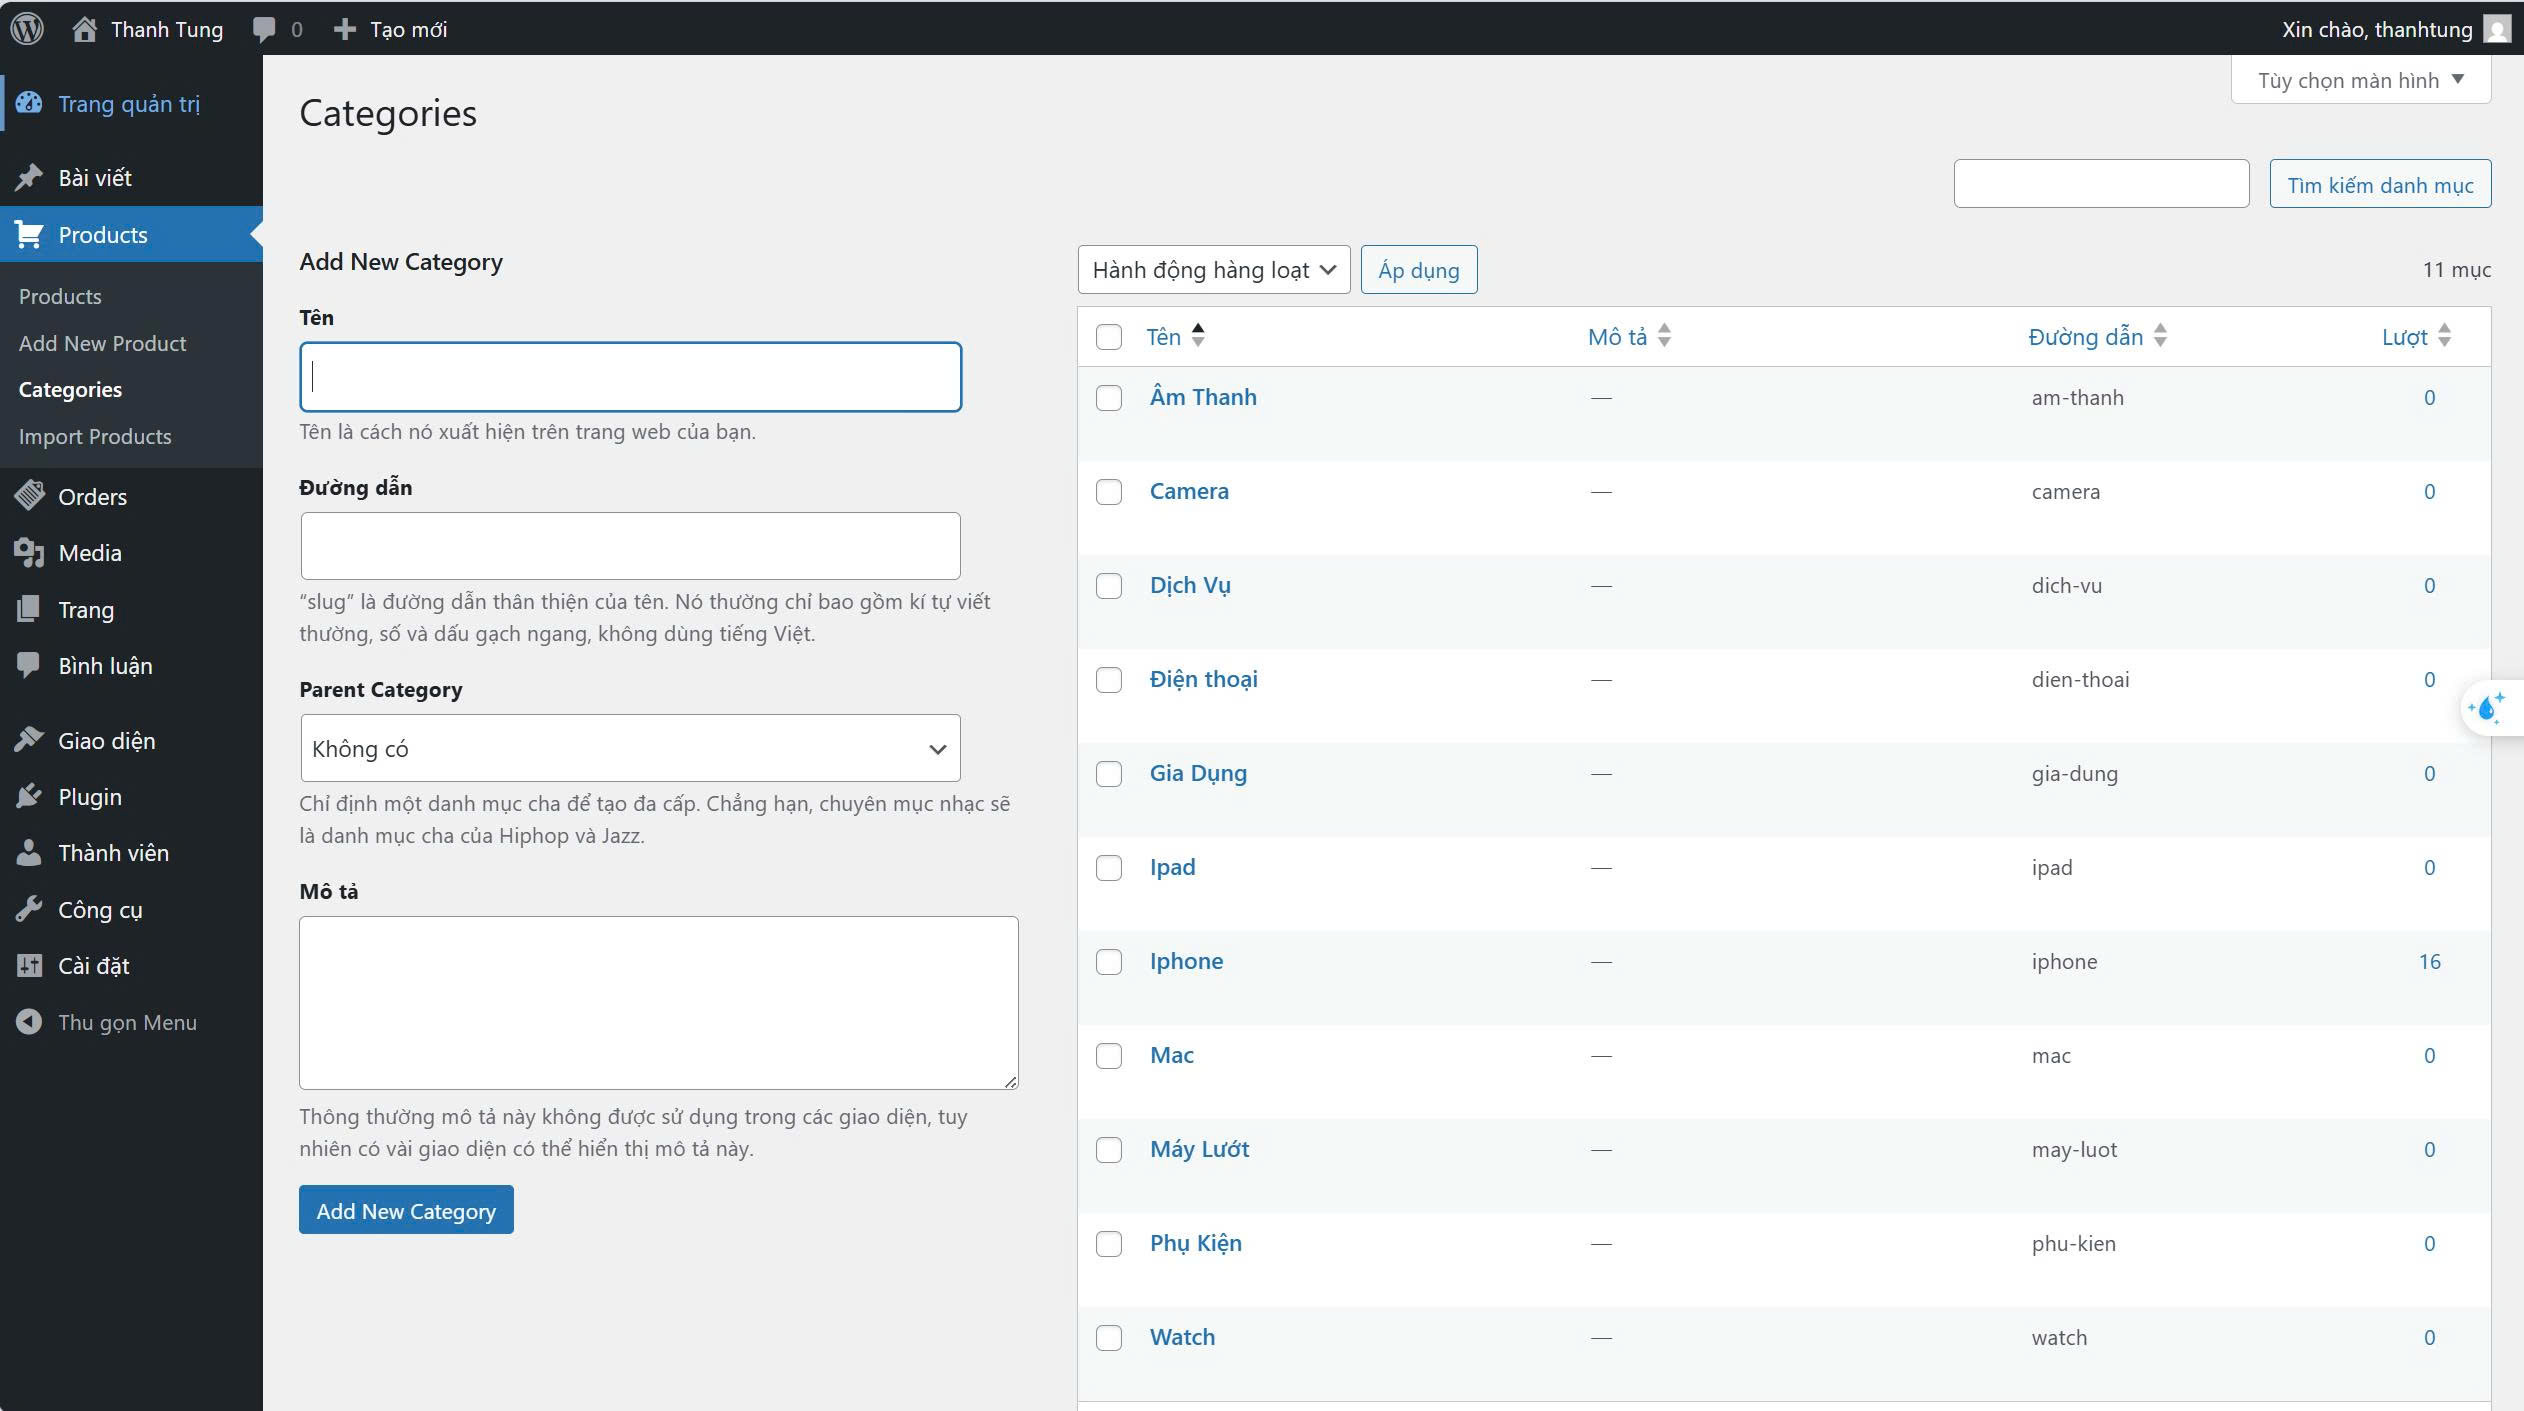 Thanh Tung
0
Tạo mới
Xin chào, thanhtung
Trang quản trị
Bài viết
Products
Products
Add New Product
Categories
Import Products
Orders
Media
Trang
Bình luận
Giao diện
Plugin
Thành viên
Công cụ
Cài đặt
Thu gọn Menu
Tùy chọn màn hình
Categories
Tìm kiếm danh mục
Add New Category
Tên
Tên là cách nó xuất hiện trên trang web của bạn.
Đường dẫn
“slug” là đường dẫn thân thiện của tên. Nó thường chỉ bao gồm kí tự viết
thường, số và dấu gạch ngang, không dùng tiếng Việt.
Parent Category
Không có
Chỉ định một danh mục cha để tạo đa cấp. Chẳng hạn, chuyên mục nhạc sẽ
là danh mục cha của Hiphop và Jazz.
Mô tả
Thông thường mô tả này không được sử dụng trong các giao diện, tuy
nhiên có vài giao diện có thể hiển thị mô tả này.
Add New Category
Hành động hàng loạt Áp dụng 11 mục
Tên Mô tả Đường dẫn Lượt
Âm Thanh — am-thanh 0
Camera — camera 0
Dịch Vụ — dich-vu 0
Điện thoại — dien-thoai 0
Gia Dụng — gia-dung 0
Ipad — ipad 0
Iphone — iphone 16
Mac — mac 0
Máy Lướt — may-luot 0
Phụ Kiện — phu-kien 0
Watch — watch 0